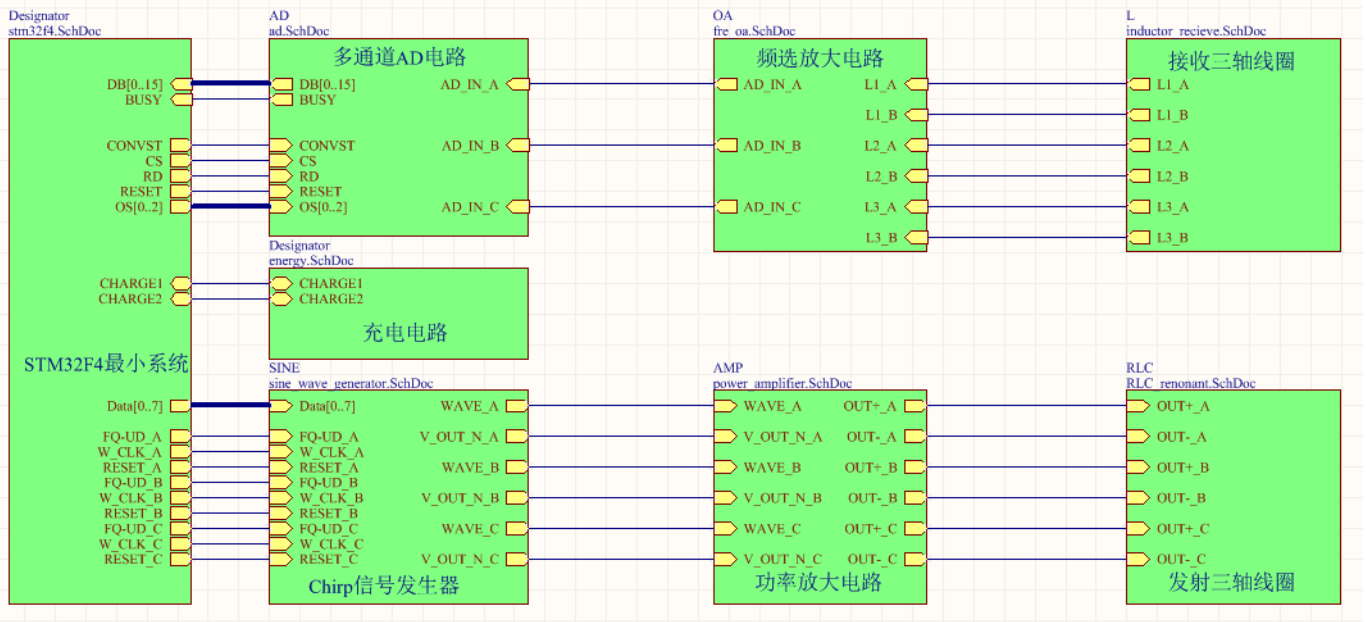 Designator
stm32f4.SchDoc
DB[0..15]
BUSY
CONVST
CS
RD
RESET
OS[0..2]
CHARGE1
CHARGE2
STM32F4最小系统
Data[0..7]
FQ-UD_A
W_CLK_A
RESET_A
FQ-UD_B
W_CLK_B
RESET_B
FQ-UD_C
W_CLK_C
RESET_C
AD
ad.SchDoc
多通道AD电路
DB[0..15] AD_IN_A
BUSY
CONVST AD_IN_B
CS
RD
RESET
OS[0..2] AD_IN_C
Designator
energy.SchDoc
CHARGE1
CHARGE2
充电电路
SINE
sine_wave_generator.SchDoc
Data[0..7] WAVE_A
FQ-UD_A V_OUT_N_A
W_CLK_A
RESET_A WAVE_B
FQ-UD_B
W_CLK_B V_OUT_N_B
RESET_B
FQ-UD_C WAVE_C
W_CLK_C
RESET_C V_OUT_N_C
Chirp信号发生器
OA
fre_oa.SchDoc
频选放大电路
AD_IN_A L1_A
L1_B
AD_IN_B L2_A
L2_B
AD_IN_C L3_A
L3_B
AMP
power_amplifier.SchDoc
WAVE_A OUT+_A
V_OUT_N_A OUT-_A
WAVE_B OUT+_B
V_OUT_N_B OUT-_B
WAVE_C OUT+_C
V_OUT_N_C OUT-_C
功率放大电路
L
inductor_recieve.SchDoc
接收三轴线圈
L1_A
L1_B
L2_A
L2_B
L3_A
L3_B
RLC
RLC_renonant.SchDoc
OUT+_A
OUT-_A
OUT+_B
OUT-_B
OUT+_C
OUT-_C
发射三轴线圈